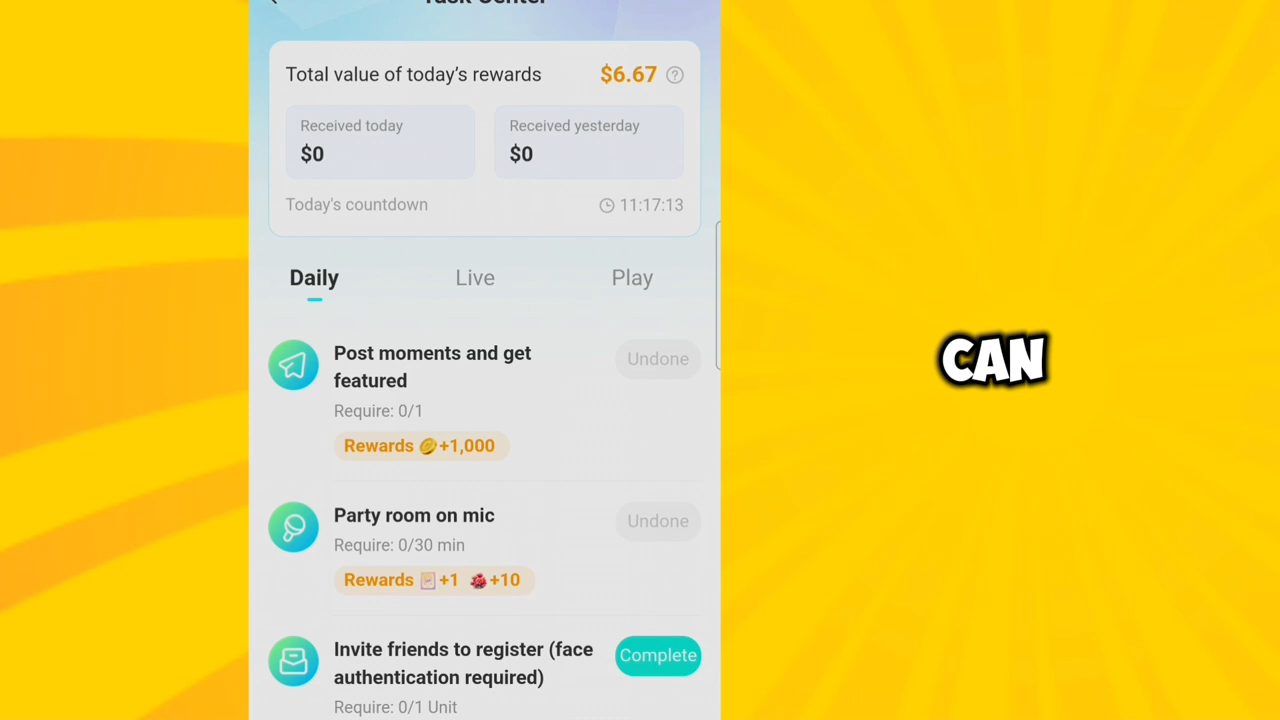 Task Center
Total value of today's rewards $6.67 ?
Received today Received yesterday
$0 $0
Today's countdown 11:17:13
Daily Live Play
Post moments and get
featured
Undone
Require: 0/1
Rewards +1,000
Party room on mic
Undone
Require: 0/30 min
Rewards +1 +10
Invite friends to register (face
authentication required)
Complete
Require: 0/1 Unit
CAN